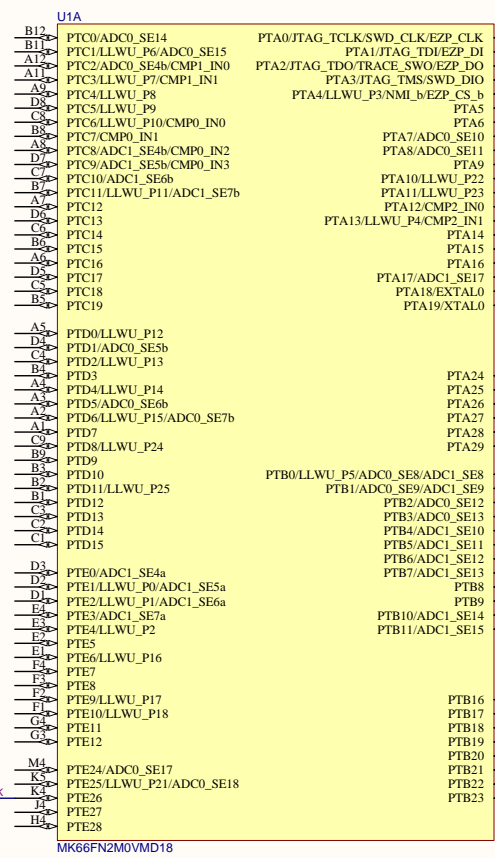 U1A
B12 PTC0/ADC0_SE14 PTA0/JTAG_TCLK/SWD_CLK/EZP_CLK
B11 PTC1/LLWU_P6/ADC0_SE15 PTA1/JTAG_TDI/EZP_DI
A12 PTC2/ADC0_SE4b/CMP1_IN0 PTA2/JTAG_TDO/TRACE_SWO/EZP_DO
A11 PTC3/LLWU_P7/CMP1_IN1 PTA3/JTAG_TMS/SWD_DIO
A9 PTC4/LLWU_P8 PTA4/LLWU_P3/NMI_b/EZP_CS_b
D8 PTC5/LLWU_P9 PTA5
C8 PTC6/LLWU_P10/CMP0_IN0 PTA6
B8 PTC7/CMP0_IN1 PTA7/ADC0_SE10
A8 PTC8/ADC1_SE4b/CMP0_IN2 PTA8/ADC0_SE11
D7 PTC9/ADC1_SE5b/CMP0_IN3 PTA9
C7 PTC10/ADC1_SE6b PTA10/LLWU_P22
B7 PTC11/LLWU_P11/ADC1_SE7b PTA11/LLWU_P23
A7 PTC12 PTA12/CMP2_IN0
D6 PTC13 PTA13/LLWU_P4/CMP2_IN1
C6 PTC14 PTA14
B6 PTC15 PTA15
A6 PTC16 PTA16
D5 PTC17 PTA17/ADC1_SE17
C5 PTC18 PTA18/EXTAL0
B5 PTC19 PTA19/XTAL0
A5 PTD0/LLWU_P12
D4 PTD1/ADC0_SE5b
C4 PTD2/LLWU_P13
B4 PTD3 PTA24
A4 PTD4/LLWU_P14 PTA25
A3 PTD5/ADC0_SE6b PTA26
A2 PTD6/LLWU_P15/ADC0_SE7b PTA27
A1 PTD7 PTA28
C9 PTD8/LLWU_P24 PTA29
B9 PTD9
B3 PTD10 PTB0/LLWU_P5/ADC0_SE8/ADC1_SE8
B2 PTD11/LLWU_P25 PTB1/ADC0_SE9/ADC1_SE9
B1 PTD12 PTB2/ADC0_SE12
C3 PTD13 PTB3/ADC0_SE13
C2 PTD14 PTB4/ADC1_SE10
C1 PTD15 PTB5/ADC1_SE11
PTB6/ADC1_SE12
D3 PTE0/ADC1_SE4a PTB7/ADC1_SE13
D2 PTE1/LLWU_P0/ADC1_SE5a PTB8
D1 PTE2/LLWU_P1/ADC1_SE6a PTB9
E4 PTE3/ADC1_SE7a PTB10/ADC1_SE14
E3 PTE4/LLWU_P2 PTB11/ADC1_SE15
E2 PTE5
E1 PTE6/LLWU_P16
F4 PTE7
F3 PTE8
F2 PTE9/LLWU_P17 PTB16
F1 PTE10/LLWU_P18 PTB17
G4 PTE11 PTB18
G3 PTE12 PTB19
PTB20
M4 PTE24/ADC0_SE17 PTB21
K5 PTE25/LLWU_P21/ADC0_SE18 PTB22
K4 PTE26 PTB23
J4 PTE27
H4 PTE28
MK66FN2M0VMD18